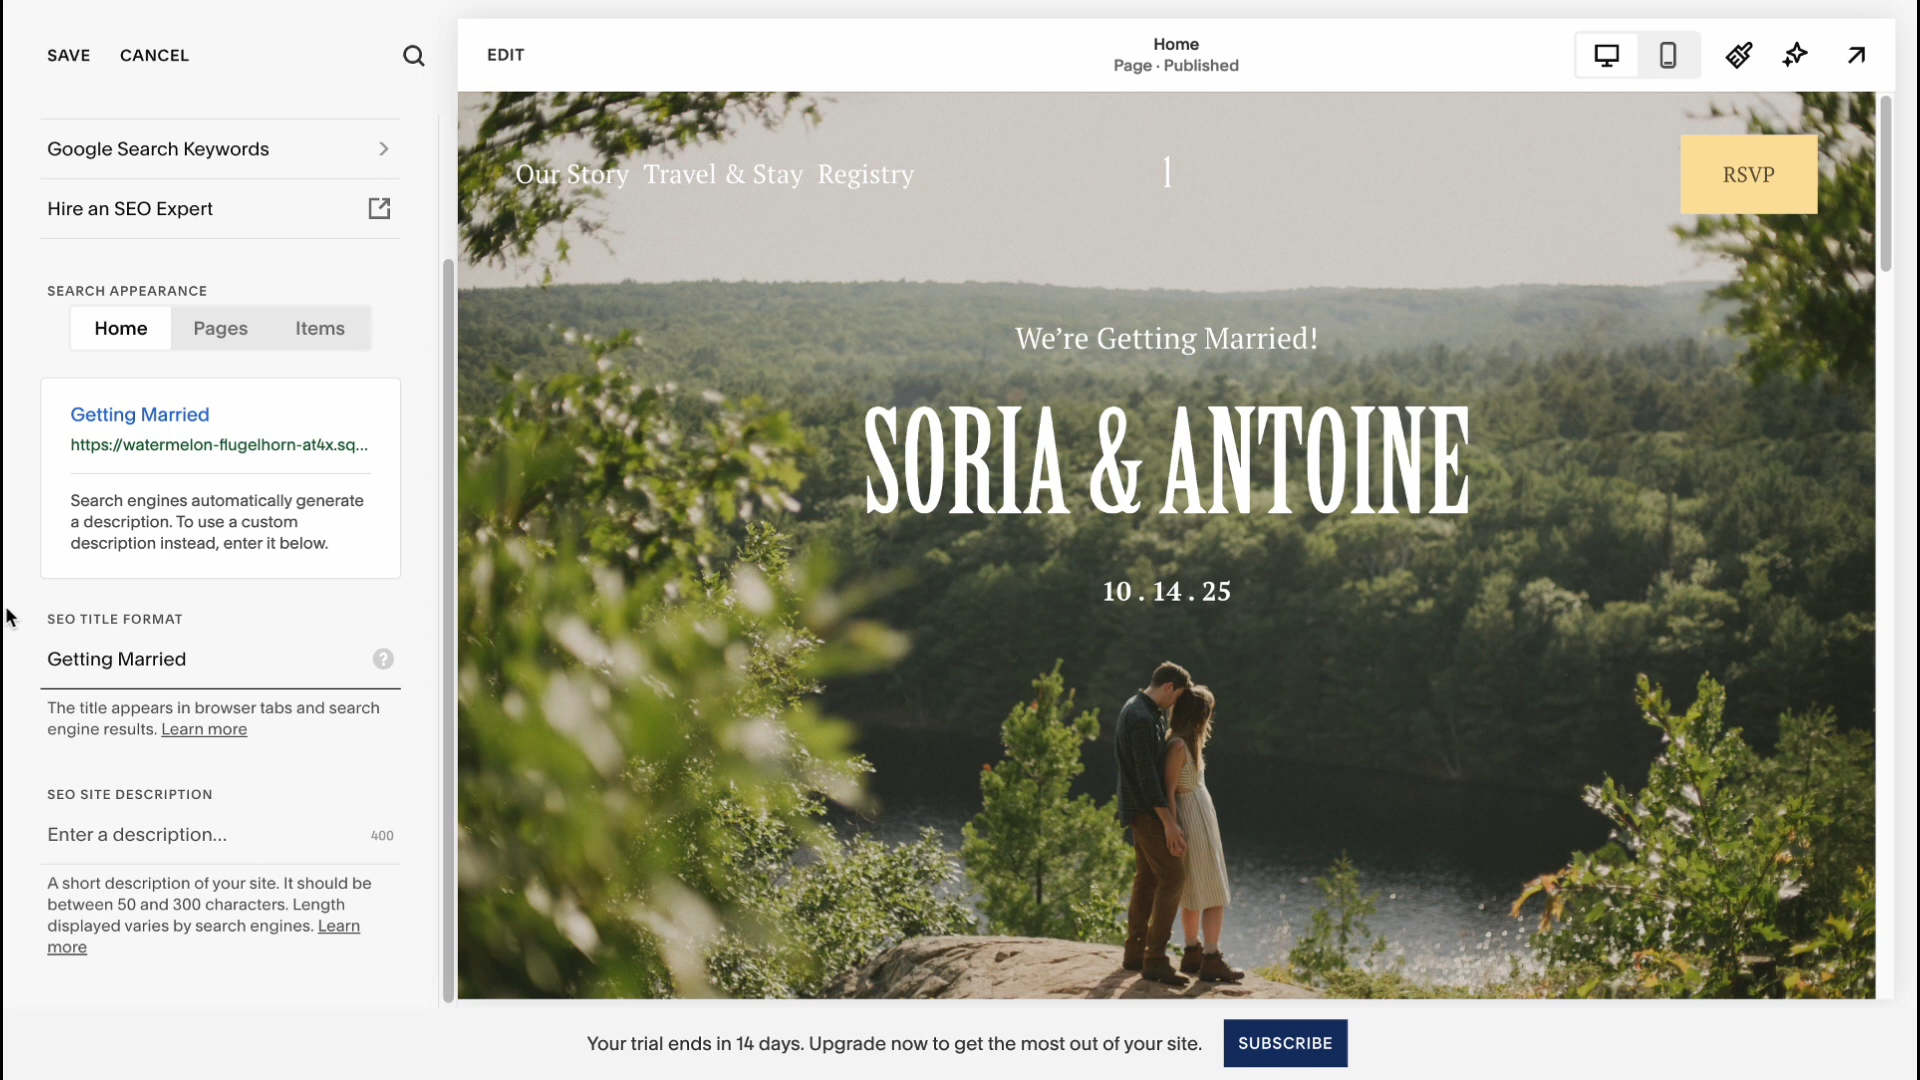 SAVE CANCEL
Google Search Keywords
Hire an SEO Expert
SEARCH APPEARANCE
Home Pages Items
Getting Married
https://watermelon-flugelhorn-at4x.sq...
Search engines automatically generate
a description. To use a custom
description instead, enter it below.
SEO TITLE FORMAT
Getting Married ?
The title appears in browser tabs and search
engine results. Learn more
SEO SITE DESCRIPTION
Enter a description... 400
A short description of your site. It should be
between 50 and 300 characters. Length
displayed varies by search engines. Learn
more
EDIT
Home
Page · Published
Our Story Travel & Stay Registry
l
RSVP
We’re Getting Married!
SORIA & ANTOINE
10 . 14 . 25
Your trial ends in 14 days. Upgrade now to get the most out of your site. SUBSCRIBE